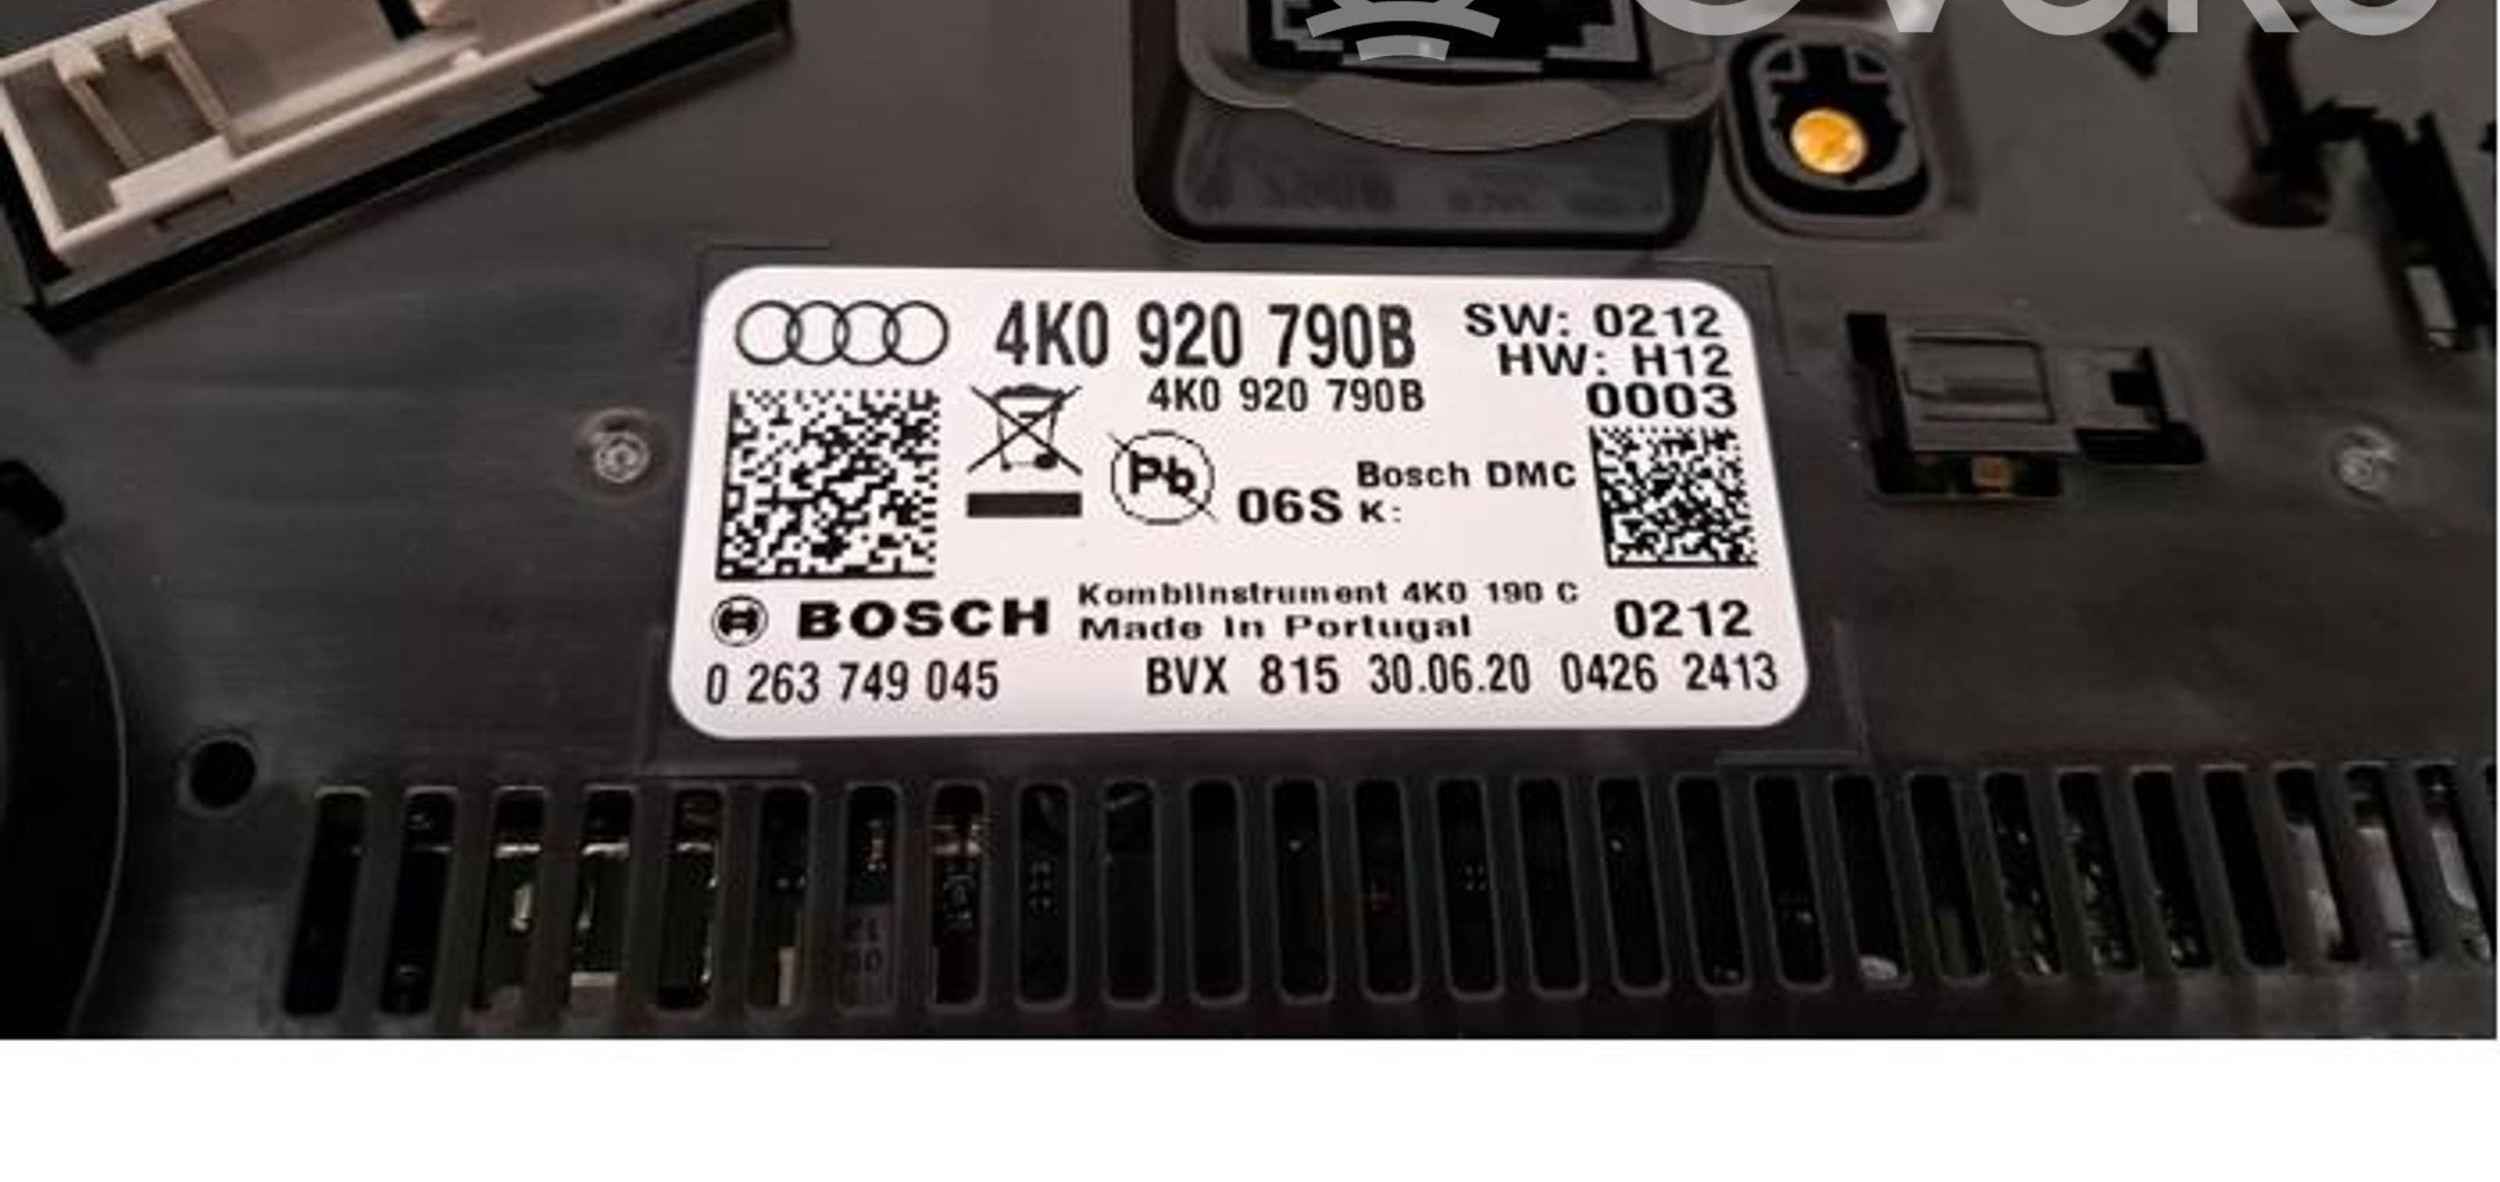 4K0 920 790B
SW: 0212
HW: H12
4K0 920 790B
0003
Pb
06S
Bosch DMC
K:
BOSCH
Kombiinstrument 4K0 190 C
Made in Portugal
0212
0 263 749 045
BVX 815 30.06.20 0426 2413